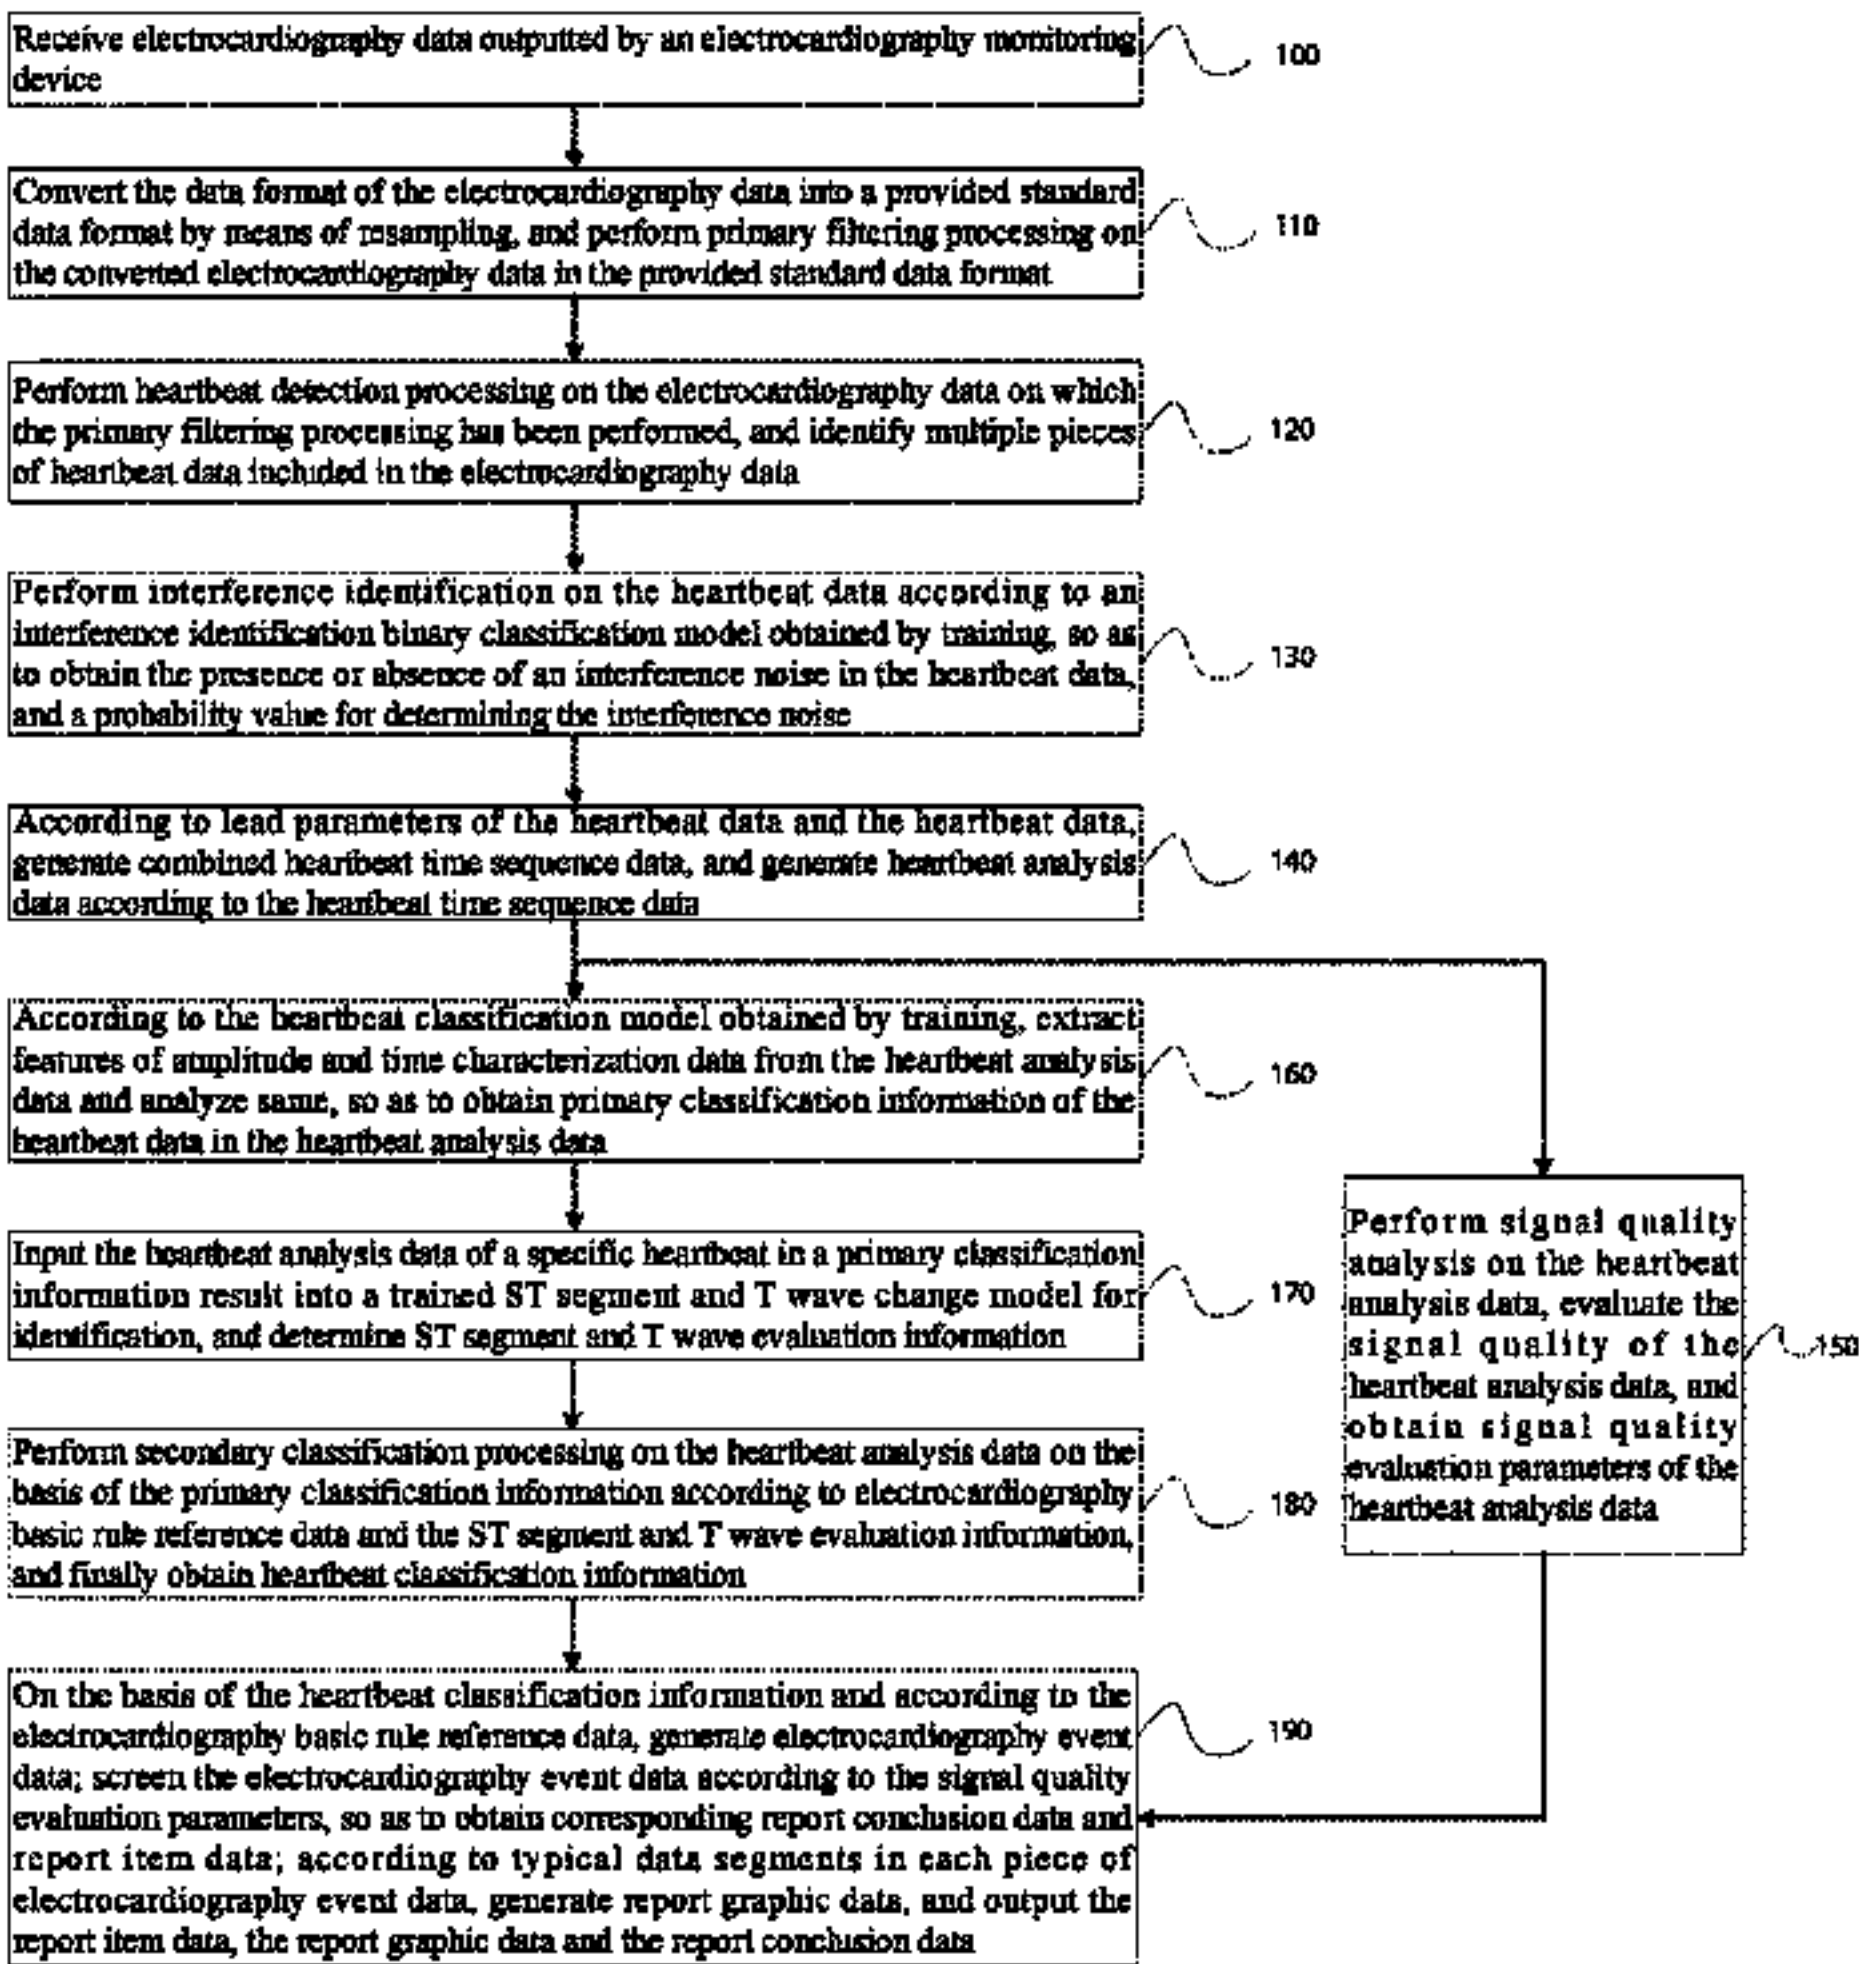 Receive electrocardiography data outputted by an electrocardiography monitoring
device
100
Convert the data format of the electrocardiography data into a provided standard
data format by means of resampling, and perform primary filtering processing on
the converted electrocardiography data in the provided standard data format
110
Perform heartbeat detection processing on the electrocardiography data on which
the primary filtering processing has been performed, and identify multiple pieces
of heartbeat data included in the electrocardiography data
120
Perform interference identification on the heartbeat data according to an
interference identification binary classification model obtained by training, so as
to obtain the presence or absence of an interference noise in the heartbeat data,
and a probability value for determining the interference noise
130
According to lead parameters of the heartbeat data and the heartbeat data,
generate combined heartbeat time sequence data, and generate heartbeat analysis
data according to the heartbeat time sequence data
140
According to the heartbeat classification model obtained by training, extract
features of amplitude and time characterization data from the heartbeat analysis
data and analyze same, so as to obtain primary classification information of the
heartbeat data in the heartbeat analysis data
160
Input the heartbeat analysis data of a specific heartbeat in a primary classification
information result into a trained ST segment and T wave change model for
identification, and determine ST segment and T wave evaluation information
170
Perform signal quality
analysis on the heartbeat
analysis data, evaluate the
signal quality of the
heartbeat analysis data, and
obtain signal quality
evaluation parameters of the
heartbeat analysis data
150
Perform secondary classification processing on the heartbeat analysis data on the
basis of the primary classification information according to electrocardiography
basic rule reference data and the ST segment and T wave evaluation information,
and finally obtain heartbeat classification information
180
On the basis of the heartbeat classification information and according to the
electrocardiography basic rule reference data, generate electrocardiography event
data; screen the electrocardiography event data according to the signal quality
evaluation parameters, so as to obtain corresponding report conclusion data and
report item data; according to typical data segments in each piece of
electrocardiography event data, generate report graphic data, and output the
report item data, the report graphic data and the report conclusion data
190